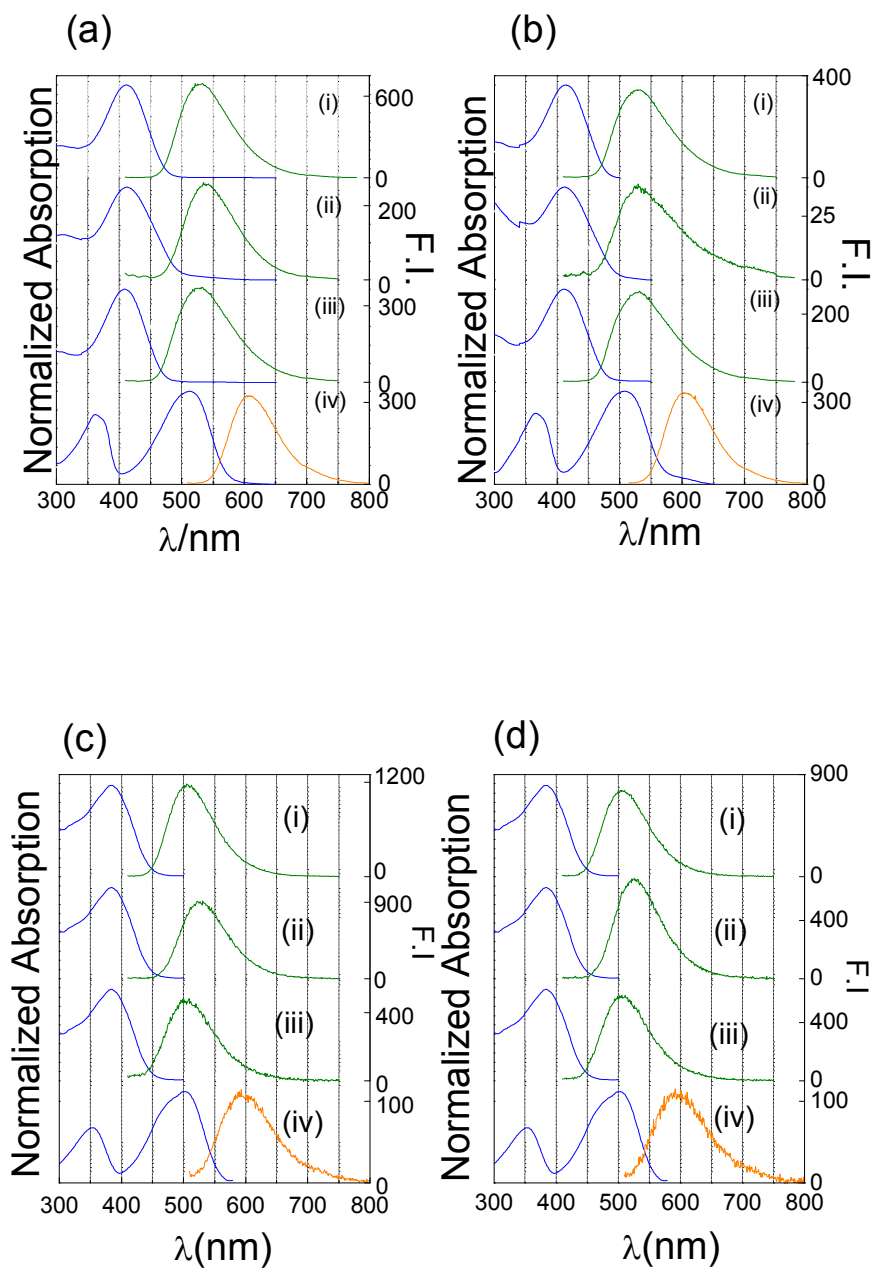 (a)
Normalized Absorption
(i)
(ii)
(iii)
(iv)
600
0
200
0
300
0
300
0
F.I.
300 400 500 600 700 800
λ/nm
(b)
Normalized Absorption
(i)
(ii)
(iii)
(iv)
400
0
25
0
200
0
300
0
F.I.
300 400 500 600 700 800
λ/nm
(c)
Normalized Absorption
(i)
(ii)
(iii)
(iv)
1200
0
900
0
400
0
100
0
F.I
300 400 500 600 700 800
λ(nm)
(d)
Normalized Absorption
(i)
(ii)
(iii)
(iv)
900
0
400
0
400
0
100
0
F.I
300 400 500 600 700 800
λ(nm)